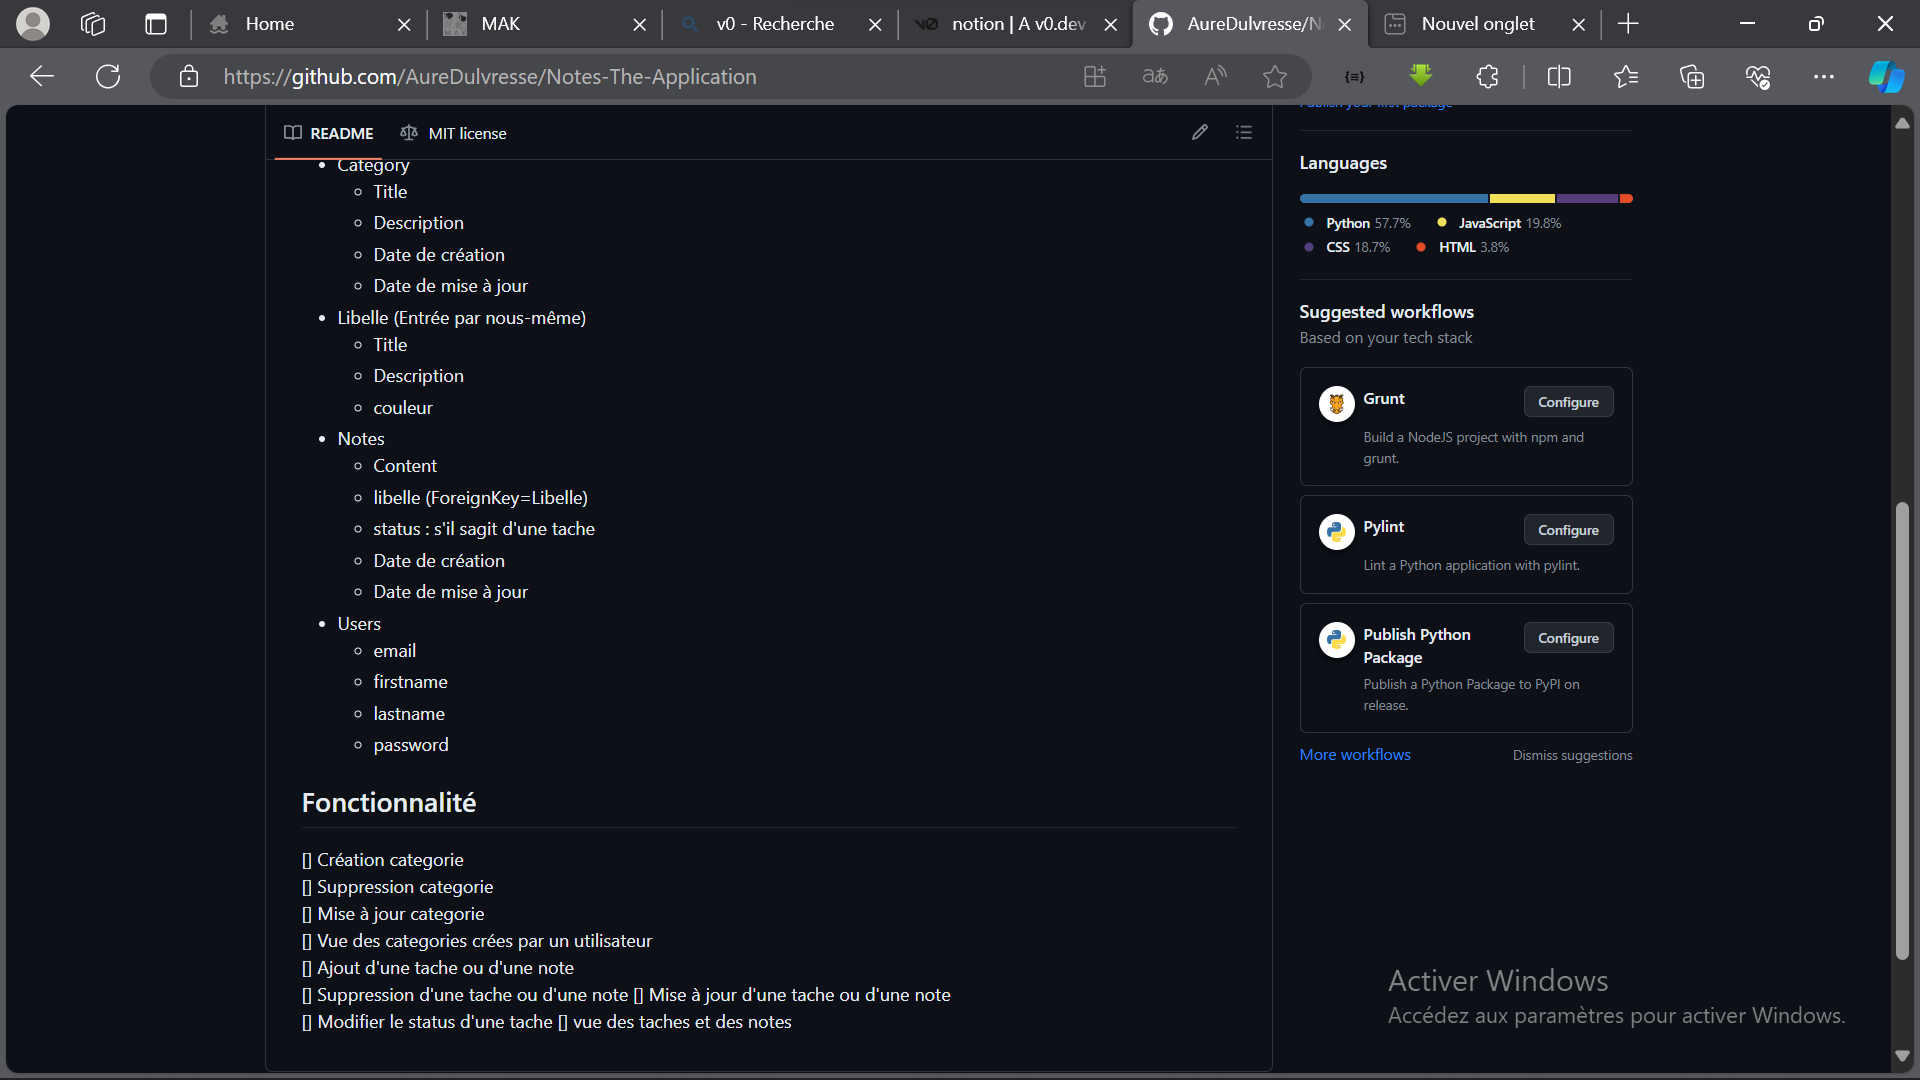 Home
MAK
v0 - Recherche
notion | A v0.dev
AureDulvresse/N
Nouvel onglet
https://github.com/AureDulvresse/Notes-The-Application
README
MIT license
Category
Title
Description
Date de création
Date de mise à jour
Libelle (Entrée par nous-même)
Title
Description
couleur
Notes
Content
libelle (ForeignKey=Libelle)
status : s'il sagit d'une tache
Date de création
Date de mise à jour
Users
email
firstname
lastname
password
Fonctionnalité
[] Création categorie
[] Suppression categorie
[] Mise à jour categorie
[] Vue des categories crées par un utilisateur
[] Ajout d'une tache ou d'une note
[] Suppression d'une tache ou d'une note [] Mise à jour d'une tache ou d'une note
[] Modifier le status d'une tache [] vue des taches et des notes
Publish your first package
Languages
Python 57.7%
JavaScript 19.8%
CSS 18.7%
HTML 3.8%
Suggested workflows
Based on your tech stack
Grunt
Configure
Build a NodeJS project with npm and
grunt.
Pylint
Configure
Lint a Python application with pylint.
Publish Python
Package
Configure
Publish a Python Package to PyPI on
release.
More workflows
Dismiss suggestions
Activer Windows
Accédez aux paramètres pour activer Windows.